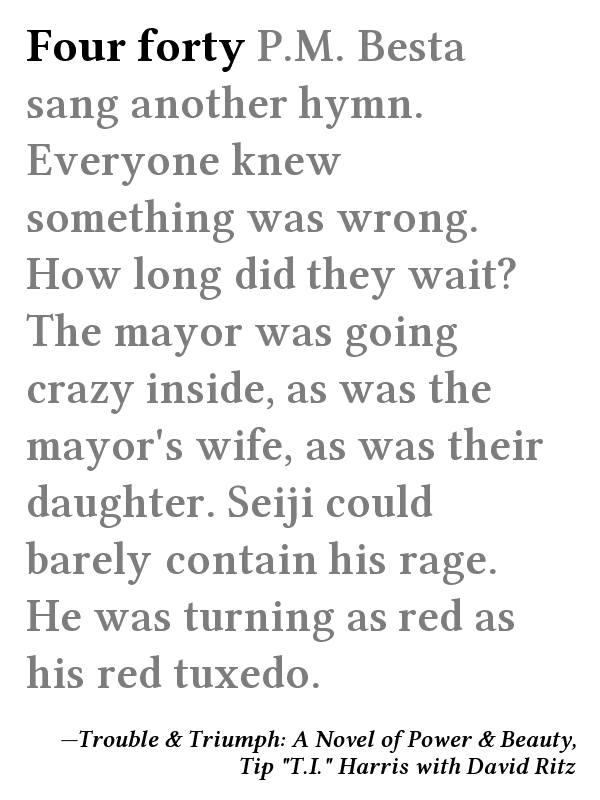 Four forty P.M. Besta
sang another hymn.
Everyone knew
something was wrong.
How long did they wait?
The mayor was going
crazy inside, as was the
mayor's wife, as was their
daughter. Seiji could
barely contain his rage.
He was turning as red as
his red tuxedo.
—Trouble & Triumph: A Novel of Power & Beauty,
Tip "T.I." Harris with David Ritz